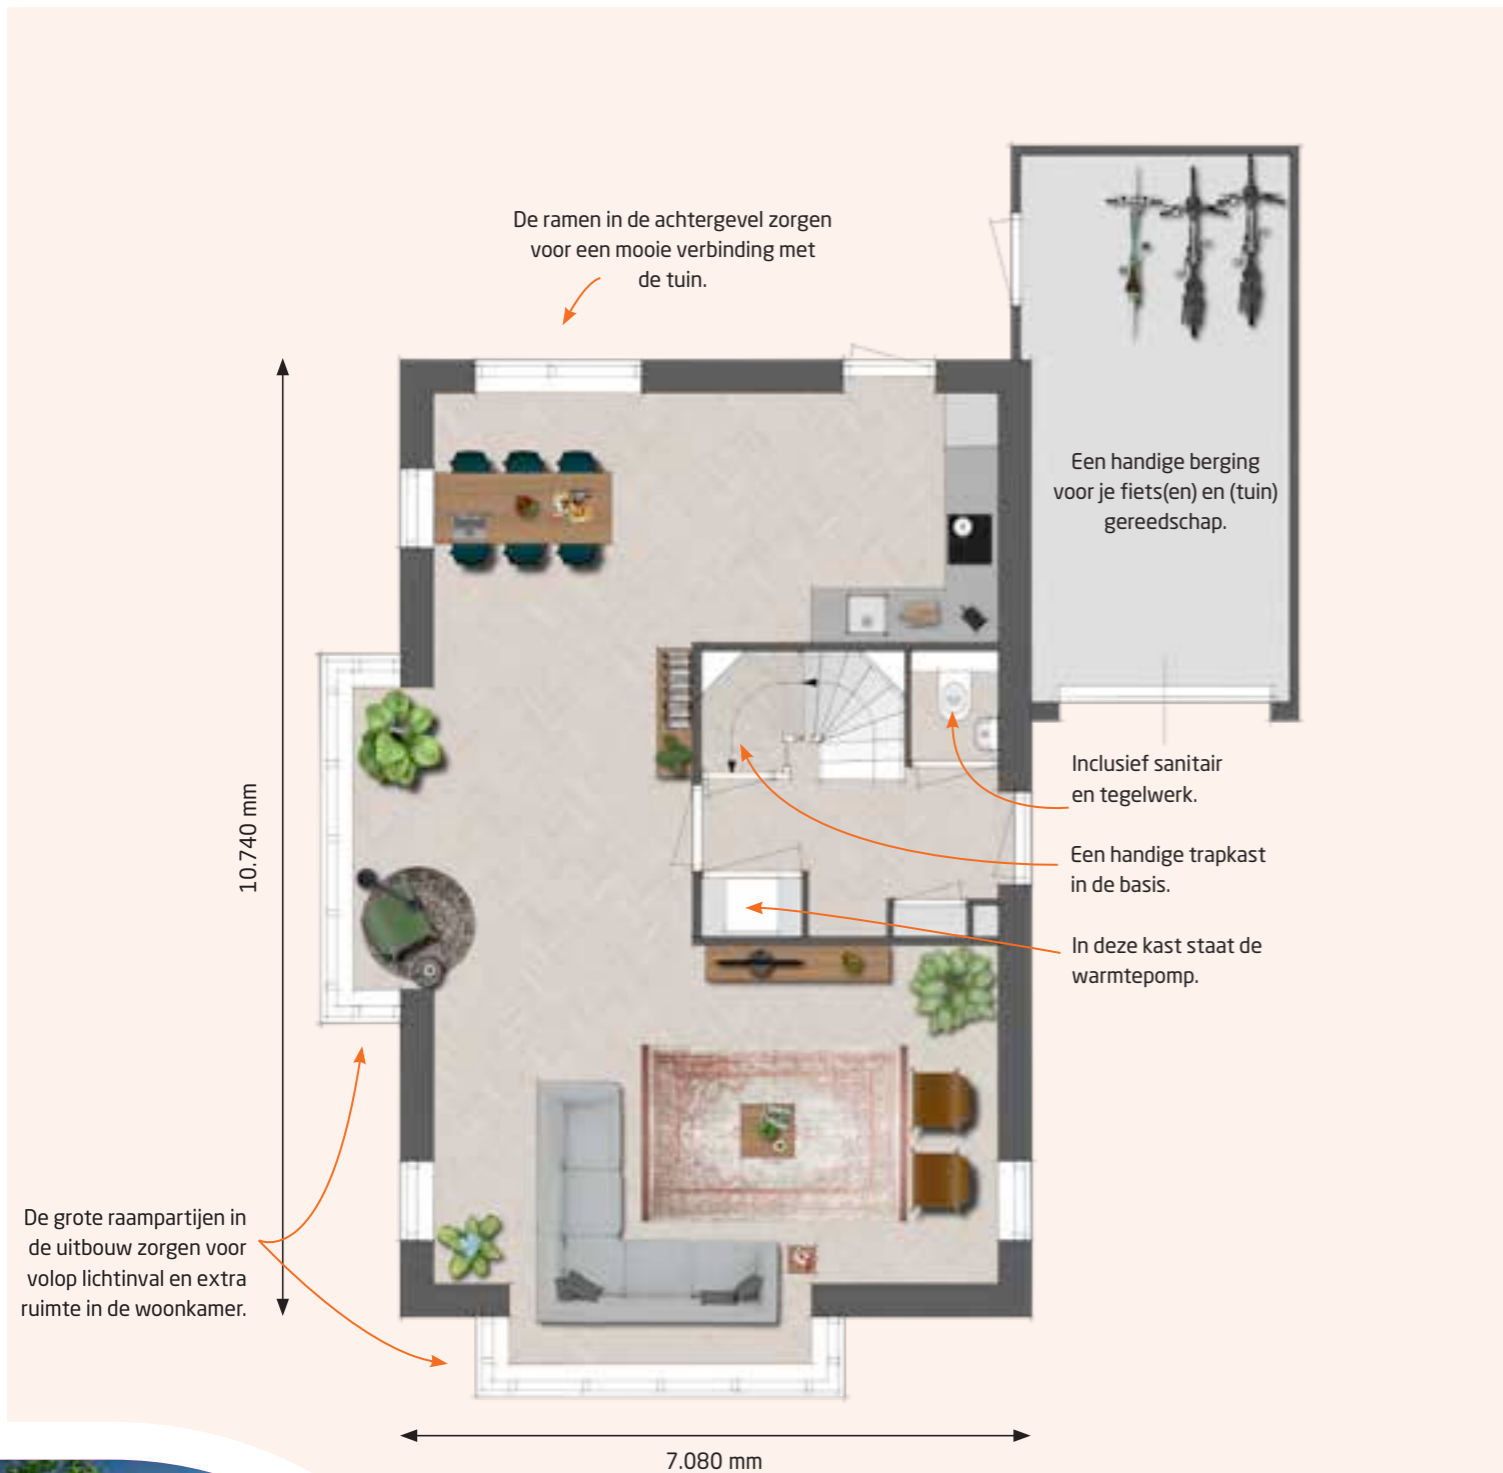 De ramen in de achtergevel zorgen
voor een mooie verbinding met
de tuin.
Een handige berging
voor je fiets(en) en (tuin)
gereedschap.
Inclusief sanitair
en tegelwerk.
10.740 mm
Een handige trapkast
in de basis.
In deze kast staat de
warmtepomp.
De grote raampartijen in
de uitbouw zorgen voor
volop lichtinval en extra
ruimte in de woonkamer.
7.080 mm